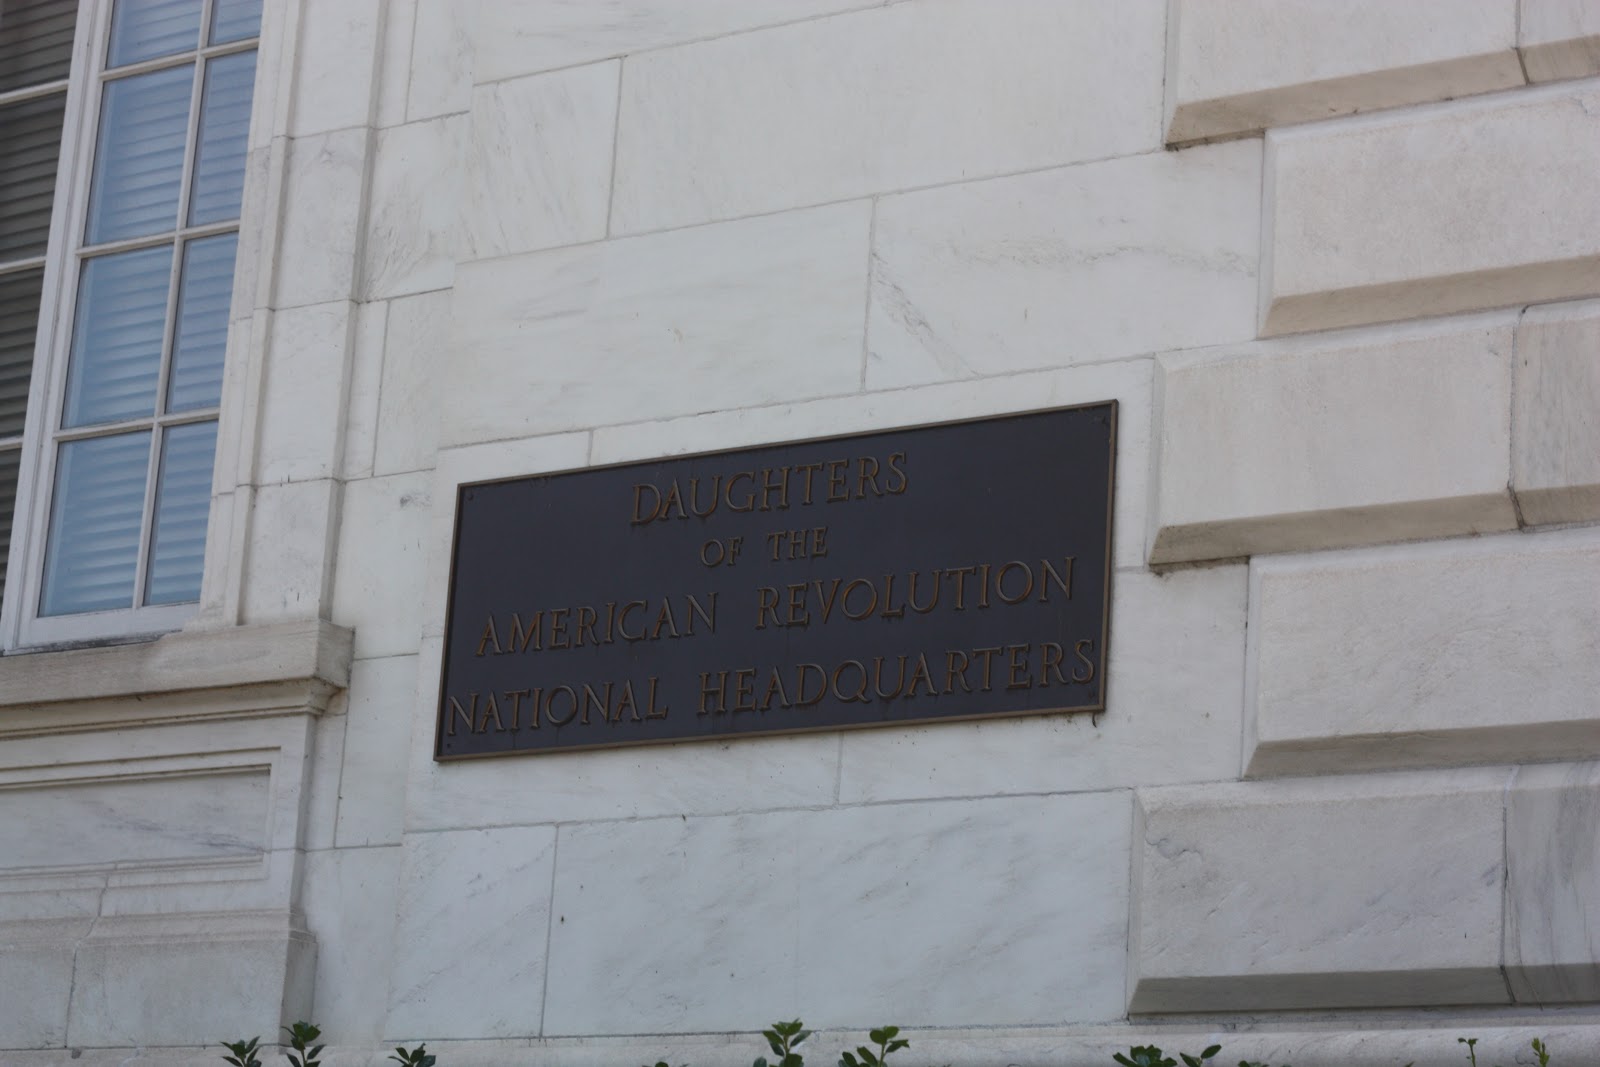 DAUGHTERS
OF THE
AMERICAN REVOLUTION
NATIONAL HEADQUARTERS